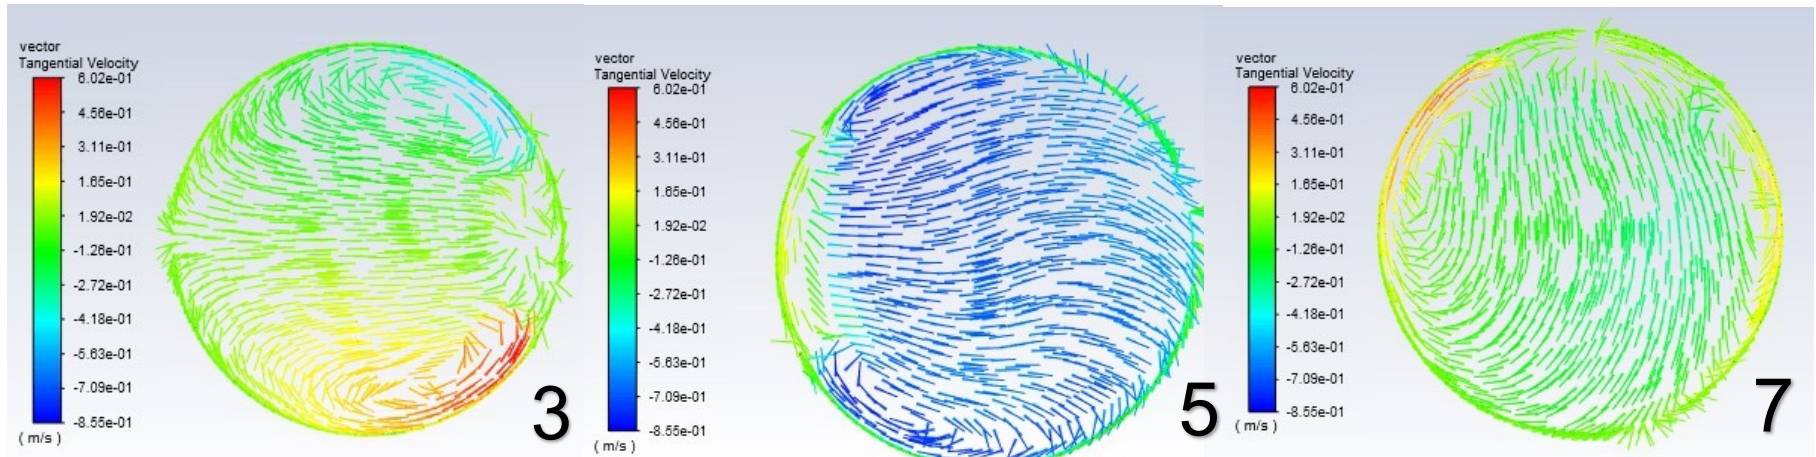 vector
Tangential Velocity
6.02e-01
4.56e-01
3.11e-01
1.65e-01
1.92e-02
-1.26e-01
-2.72e-01
-4.18e-01
-5.63e-01
-7.09e-01
-8.55e-01
( m/s )
3
vector
Tangential Velocity
6.02e-01
4.56e-01
3.11e-01
1.65e-01
1.92e-02
-1.26e-01
-2.72e-01
-4.18e-01
-5.63e-01
-7.09e-01
-8.55e-01
( m/s )
5
vector
Tangential Velocity
6.02e-01
4.56e-01
3.11e-01
1.65e-01
1.92e-02
-1.26e-01
-2.72e-01
-4.18e-01
-5.63e-01
-7.09e-01
-8.55e-01
( m/s )
7